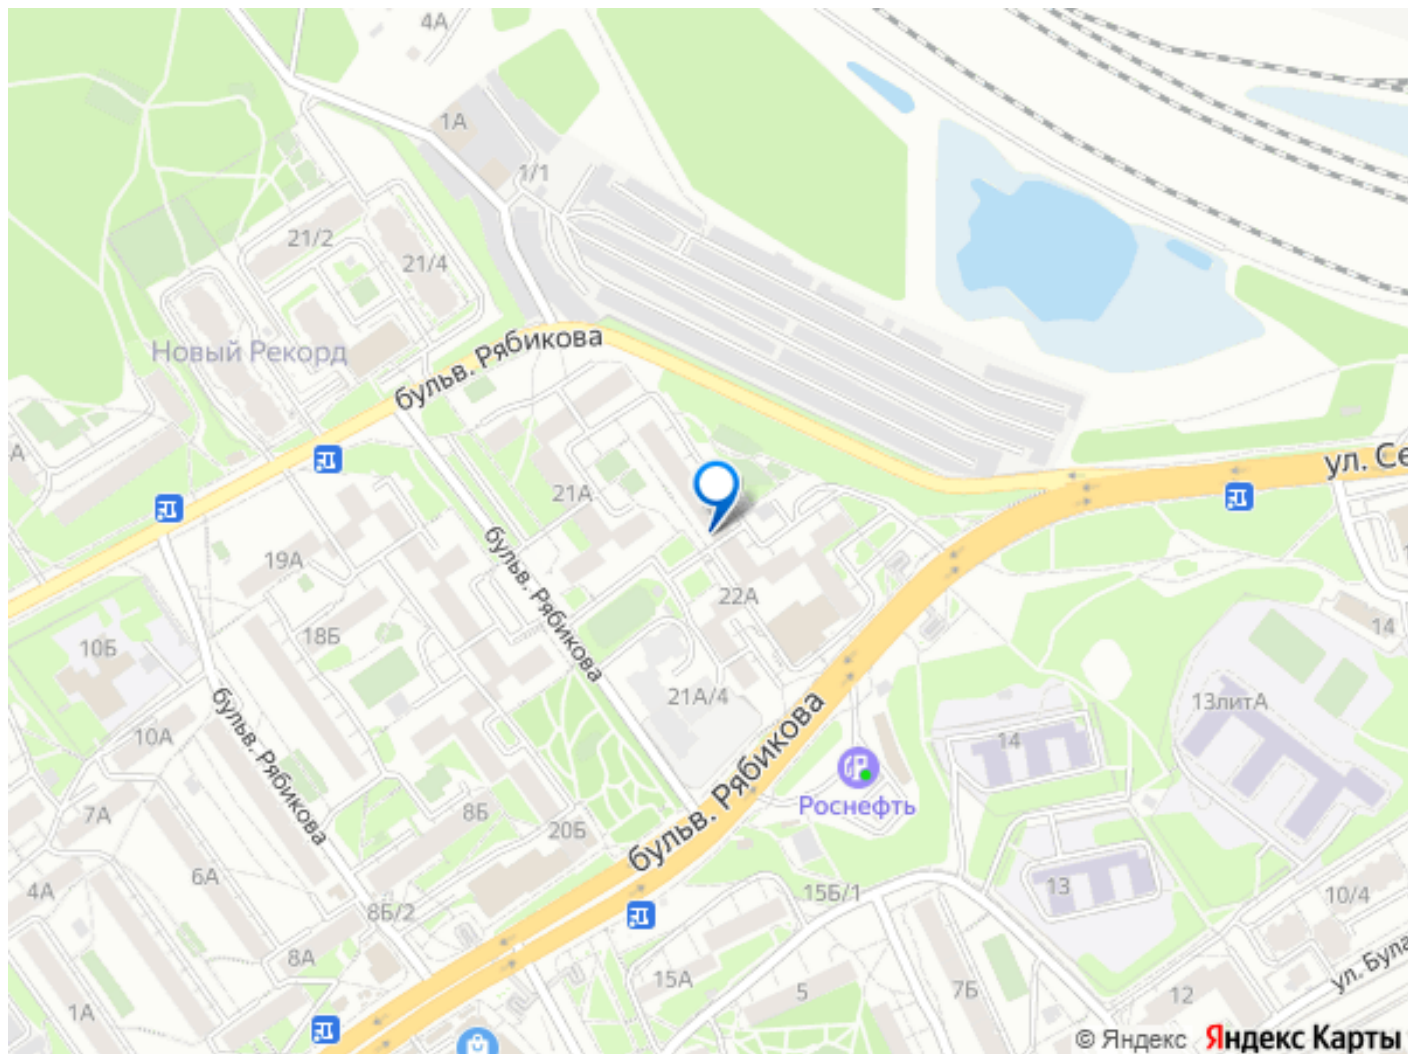 4А
1А
1/1
21/2
21/4
Новый Рекорд
бульв. Рябикова
ул. Се
А
21А
19А
бульв. Рябикова
22А
10Б
18Б
14
21А/4
13литА
10А
бульв. Рябикова
14
бульв. Рябикова
Роснефть
7А
8Б
20Б
6А
4А
13
15Б/1
10/4
8Б/2
8А
15А
5
7Б
12
ул. Була
1А
© Яндекс Яндекс Карты